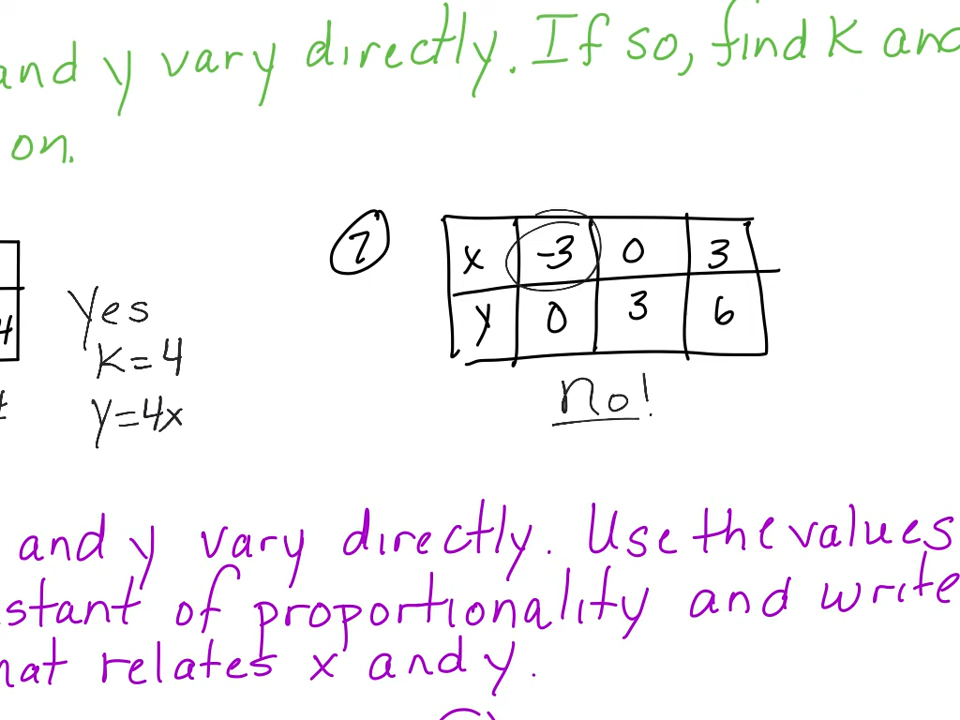 and y vary directly. If so, find k and
on.
7
x -3 0 3
y 0 3 6
4
Yes
k=4
y=4x
no!
and y vary directly. Use the values
stant of proportionality and write
hat relates x and y.